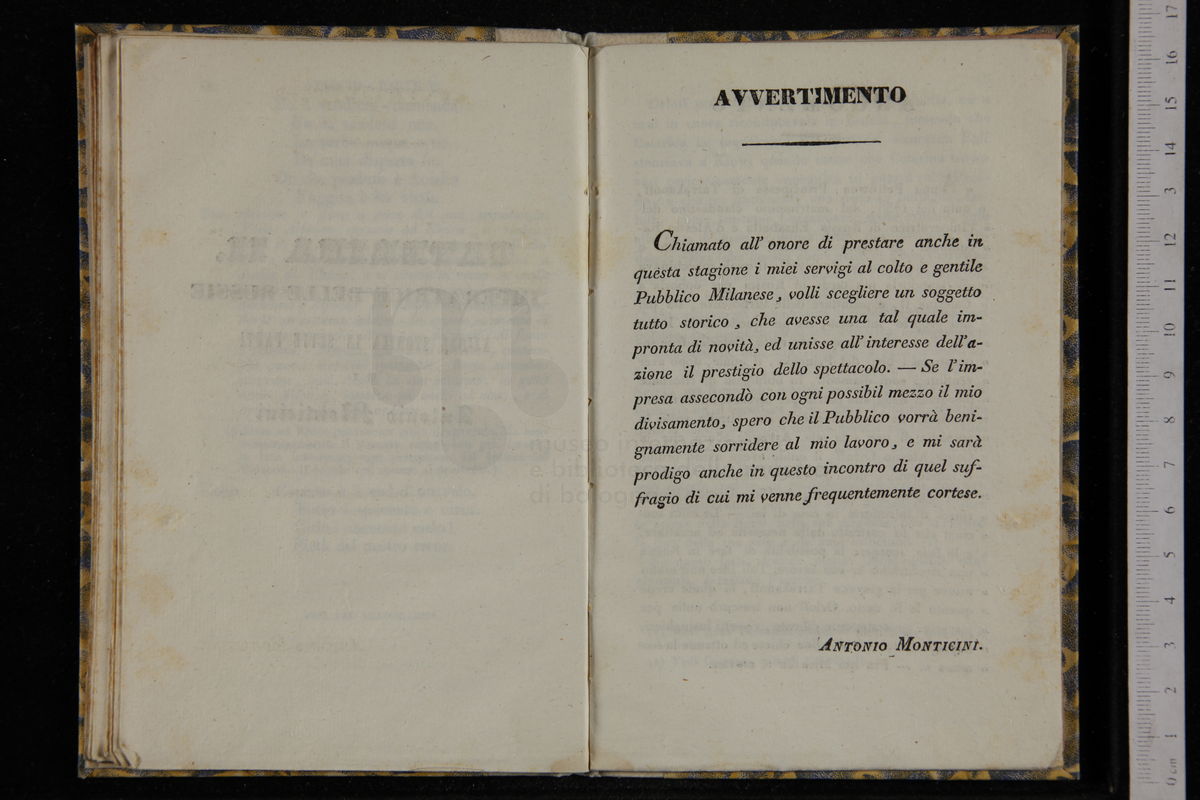 AVVERTIMENTO
Chiamato all' onore di prestare anche in
questa stagione i miei servigi al colto e gentile
Pubblico Milanese, volli scegliere un soggetto
tutto storico, che avesse una tal quale im-
pronta di novità, ed unisse all' interesse dell'a-
zione il prestigio dello spettacolo. — Se l'im-
presa assecondò con ogni possibil mezzo il mio
divisamento, spero che il Pubblico vorrà beni-
gnamente sorridere al mio lavoro, e mi sarà
prodigo anche in questo incontro di quel suf-
fragio di cui mi venne frequentemente cortese.
ANTONIO MONTICINI.